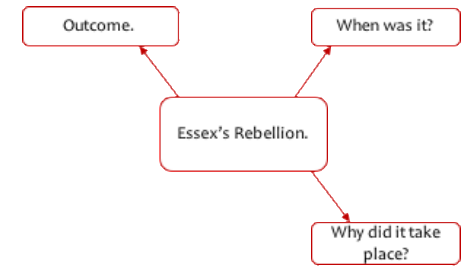 Outcome.
When was it?
Essex's Rebellion.
Why did it take
place?